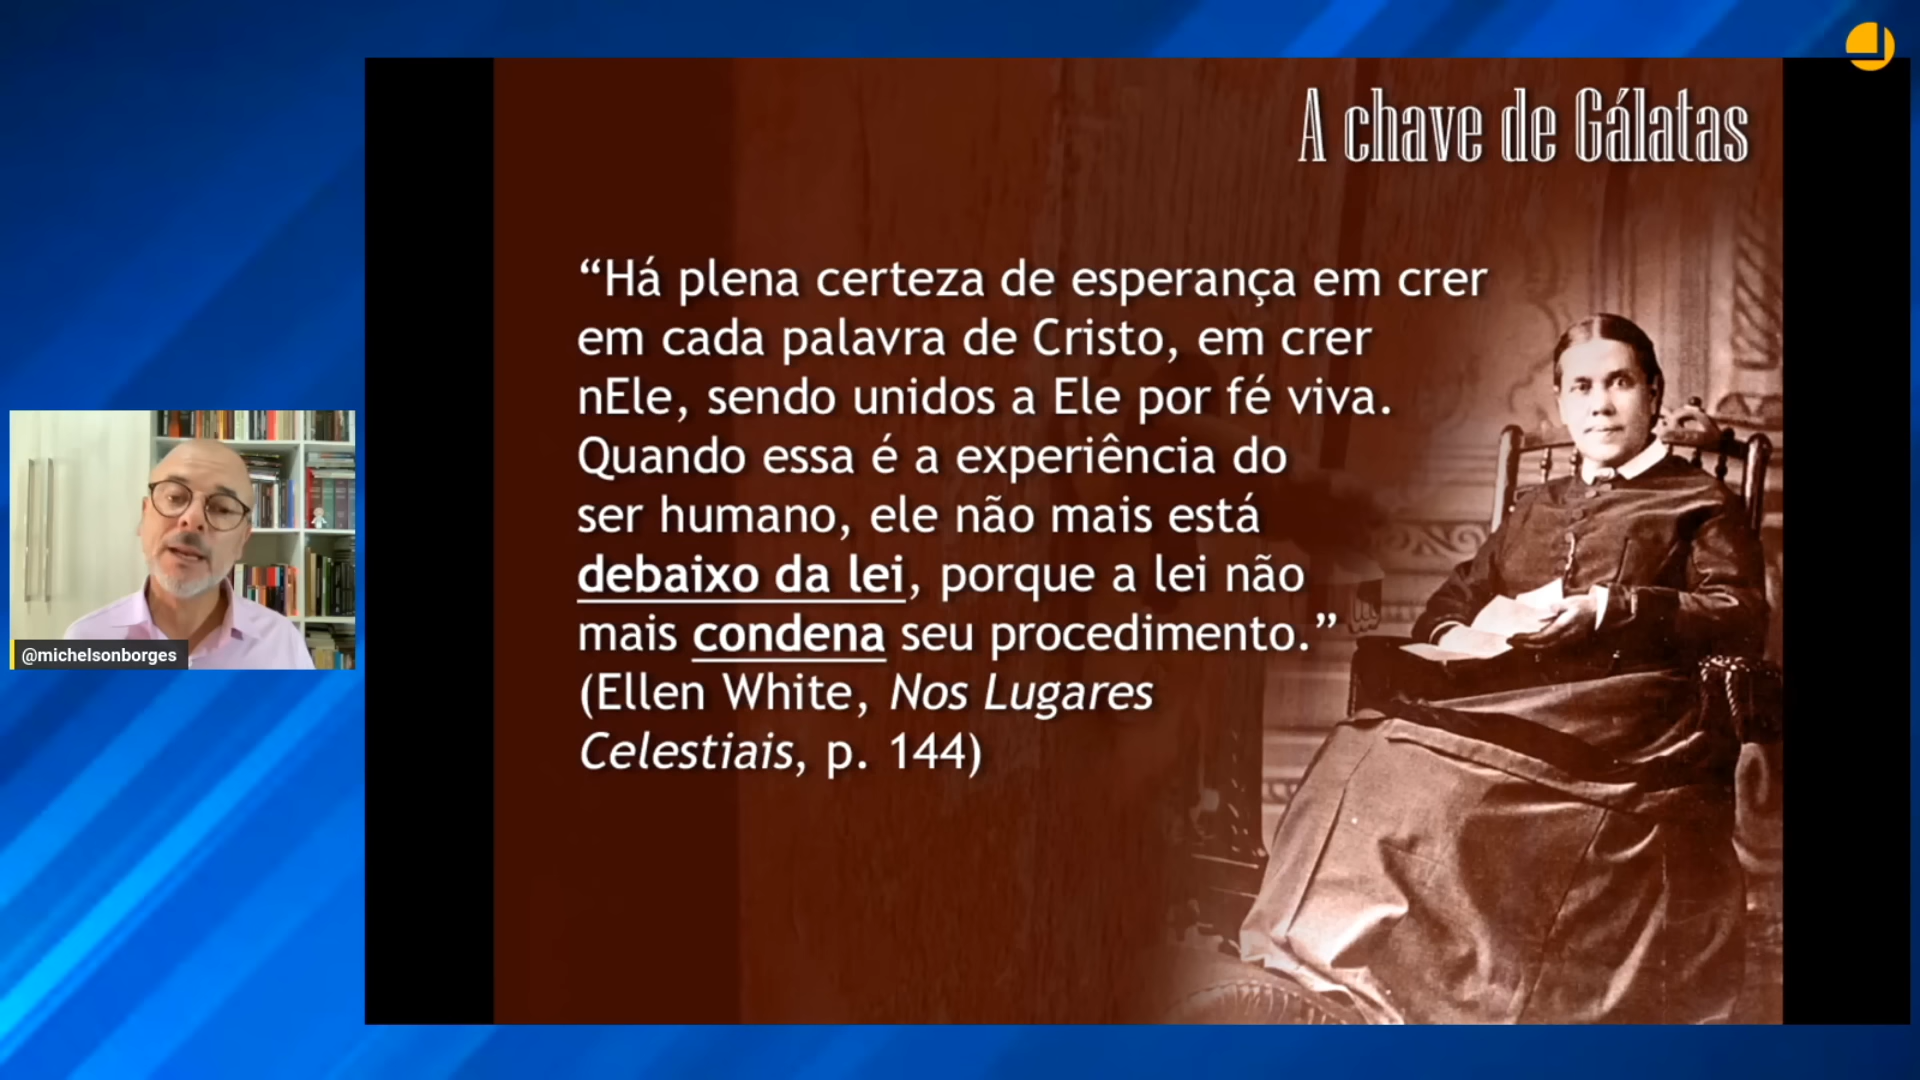 A chave de Gálatas
“Há plena certeza de esperança em crer
em cada palavra de Cristo, em crer
nEle, sendo unidos a Ele por fé viva.
Quando essa é a experiência do
ser humano, ele não mais está
debaixo da lei, porque a lei não
mais condena seu procedimento.”
(Ellen White, Nos Lugares
Celestiais, p. 144)
@michelsonborges